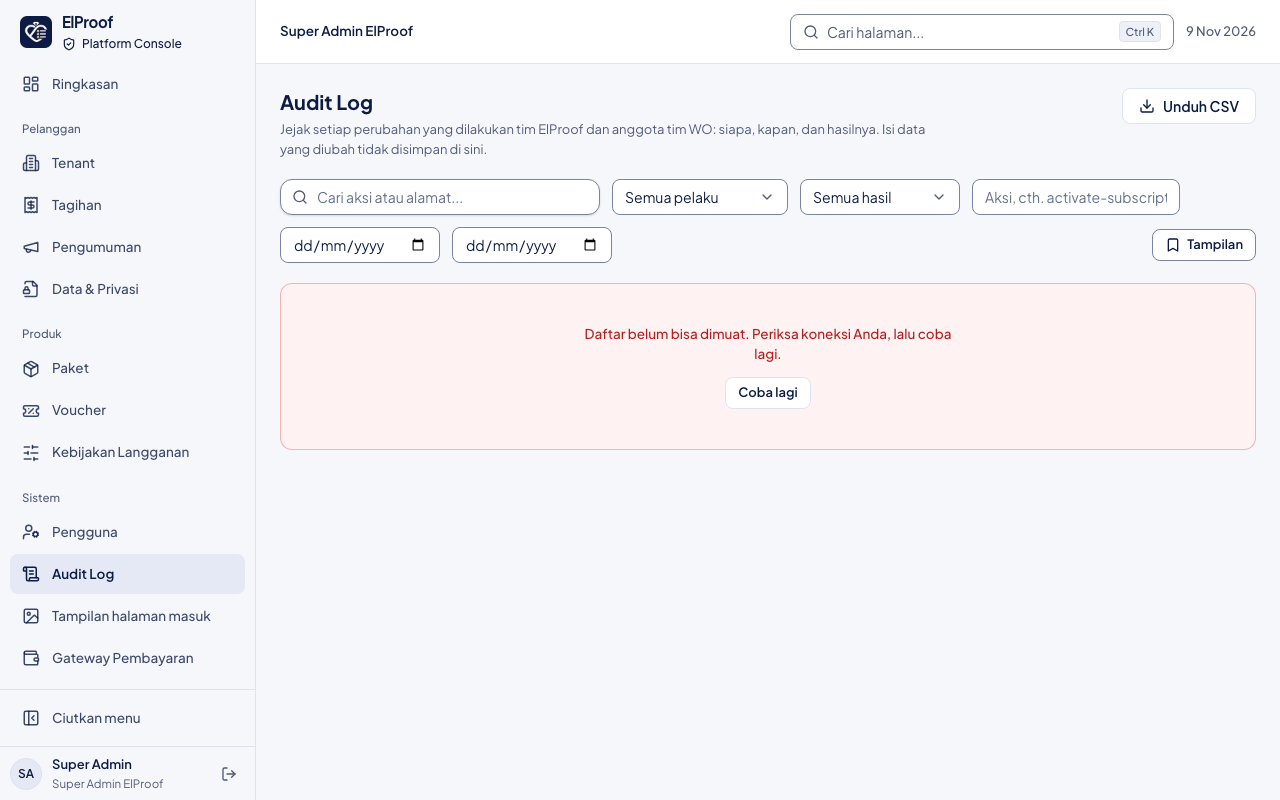 ElProof
Platform Console
Super Admin ElProof
Cari halaman...
Ctrl K
9 Nov 2026
Ringkasan
Pelanggan
Tenant
Tagihan
Pengumuman
Data & Privasi
Produk
Paket
Voucher
Kebijakan Langganan
Sistem
Pengguna
Audit Log
Tampilan halaman masuk
Gateway Pembayaran
Ciutkan menu
SA
Super Admin
Super Admin ElProof
Audit Log
Unduh CSV
Jejak setiap perubahan yang dilakukan tim ElProof dan anggota tim WO: siapa, kapan, dan hasilnya. Isi data
yang diubah tidak disimpan di sini.
Cari aksi atau alamat...
Semua pelaku
Semua hasil
Aksi, cth. activate-subscript
dd/mm/yyyy
dd/mm/yyyy
Tampilan
Daftar belum bisa dimuat. Periksa koneksi Anda, lalu coba
lagi.
Coba lagi